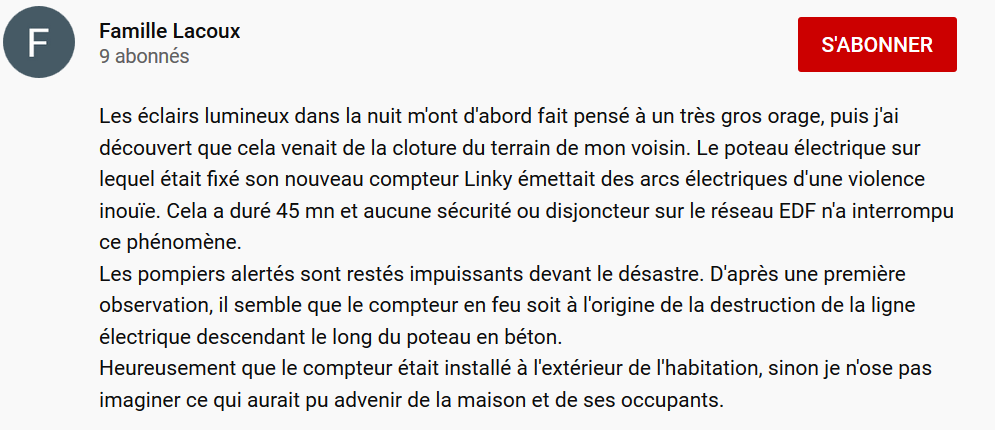 F
Famille Lacoux
9 abonnés
S'ABONNER
Les éclairs lumineux dans la nuit m'ont d'abord fait pensé à un très gros orage, puis j'ai
découvert que cela venait de la cloture du terrain de mon voisin. Le poteau électrique sur
lequel était fixé son nouveau compteur Linky émettait des arcs électriques d'une violence
inouïe. Cela a duré 45 mn et aucune sécurité ou disjoncteur sur le réseau EDF n'a interrompu
ce phénomène.
Les pompiers alertés sont restés impuissants devant le désastre. D'après une première
observation, il semble que le compteur en feu soit à l'origine de la destruction de la ligne
électrique descendant le long du poteau en béton.
Heureusement que le compteur était installé à l'extérieur de l'habitation, sinon je n'ose pas
imaginer ce qui aurait pu advenir de la maison et de ses occupants.